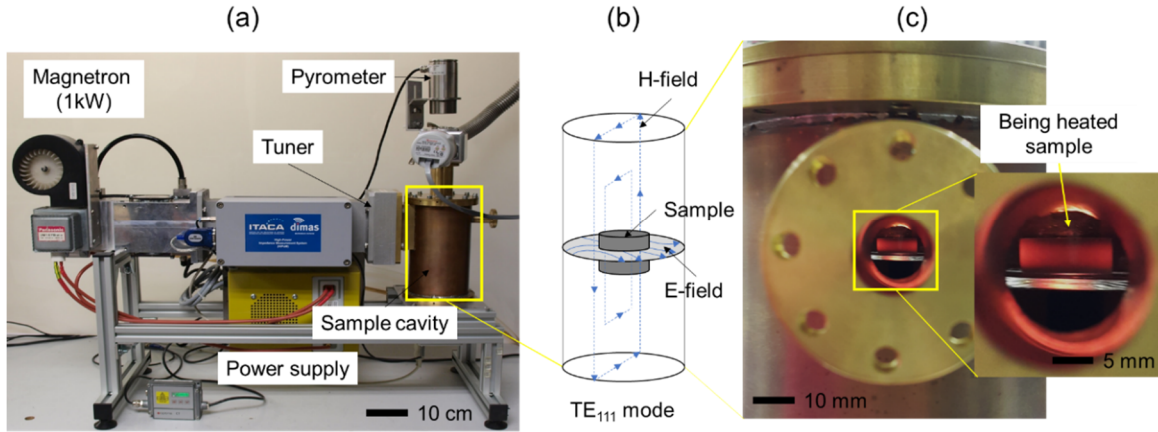 (a)
(b)
(c)
Magnetron
(1kW)
Pyrometer
Tuner
ITACA
dimas
Sample cavity
Power supply
10 cm
H-field
Sample
E-field
TE111 mode
Being heated
sample
5 mm
10 mm